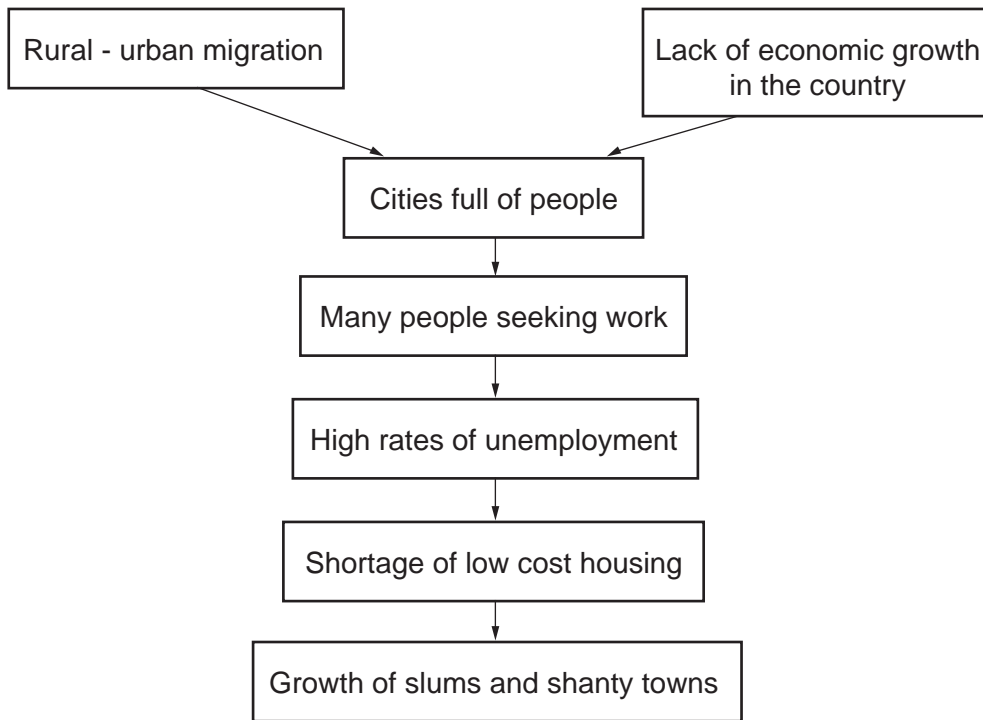 Rural - urban migration
Lack of economic growth
in the country
Cities full of people
Many people seeking work
High rates of unemployment
Shortage of low cost housing
Growth of slums and shanty towns